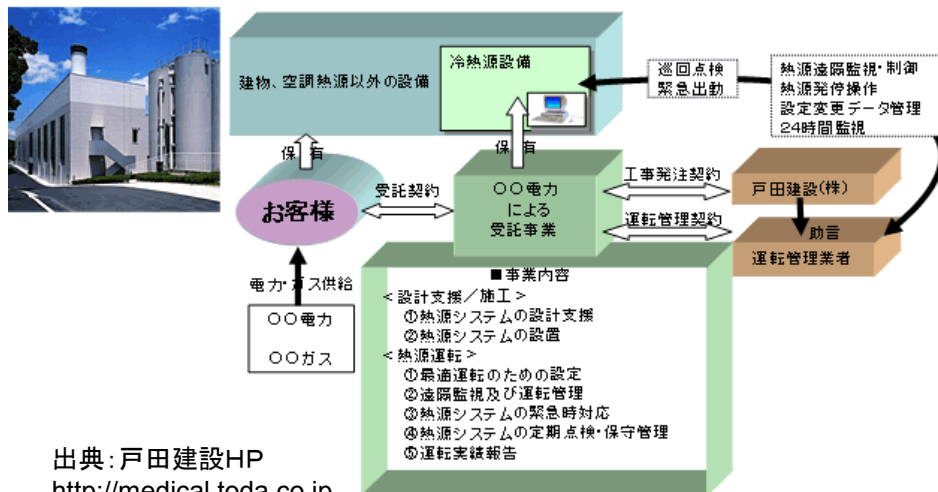 冷熱源設備
建物、空調熱源以外の設備
巡回点検
緊急出動
熱源遠隔監視・制御
熱源発停操作
設定変更データ管理
24時間監視
保有
保有
お客様
受託契約
〇〇電力
による
受託事業
工事発注契約
運転管理契約
戸田建設(株)
助言
運転管理業者
電力・ガス供給
〇〇電力
〇〇ガス
■事業内容
<設計支援/施工>
①熱源システムの設計支援
②熱源システムの設置
<熱源運転>
①最適運転のための設定
②遠隔監視及び運転管理
③熱源システムの緊急時対応
④熱源システムの定期点検・保守管理
⑤運転実績報告
出典:戸田建設HP
http://medical.toda.co.jp